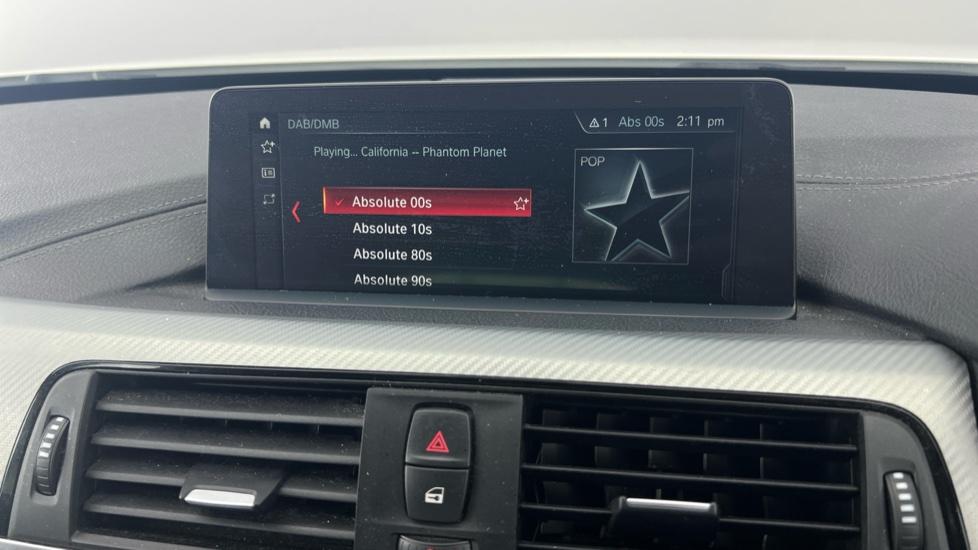 DAB/DMB
1 Abs 00s 2:11 pm
Playing... California -- Phantom Planet
POP
Absolute 00s
Absolute 10s
Absolute 80s
Absolute 90s